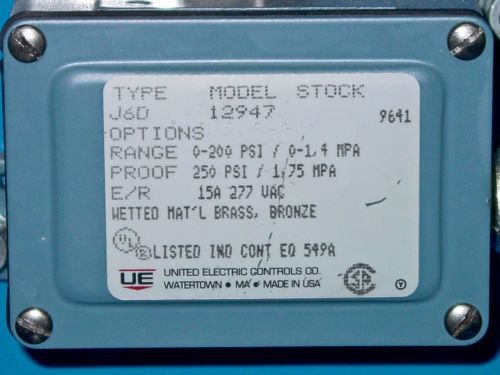 TYPE MODEL STOCK
J6D 12947 9641
OPTIONS
RANGE 0-200 PSI / 0-1,4 MPA
PROOF 250 PSI / 1,75 MPA
E/R 15A 277 VAC
WETTED MAT'L BRASS, BRONZE
UL ® LISTED IND CONT EQ 549A
UE UNITED ELECTRIC CONTROLS CO.
WATERTOWN • MA • MADE IN USA
SA Y